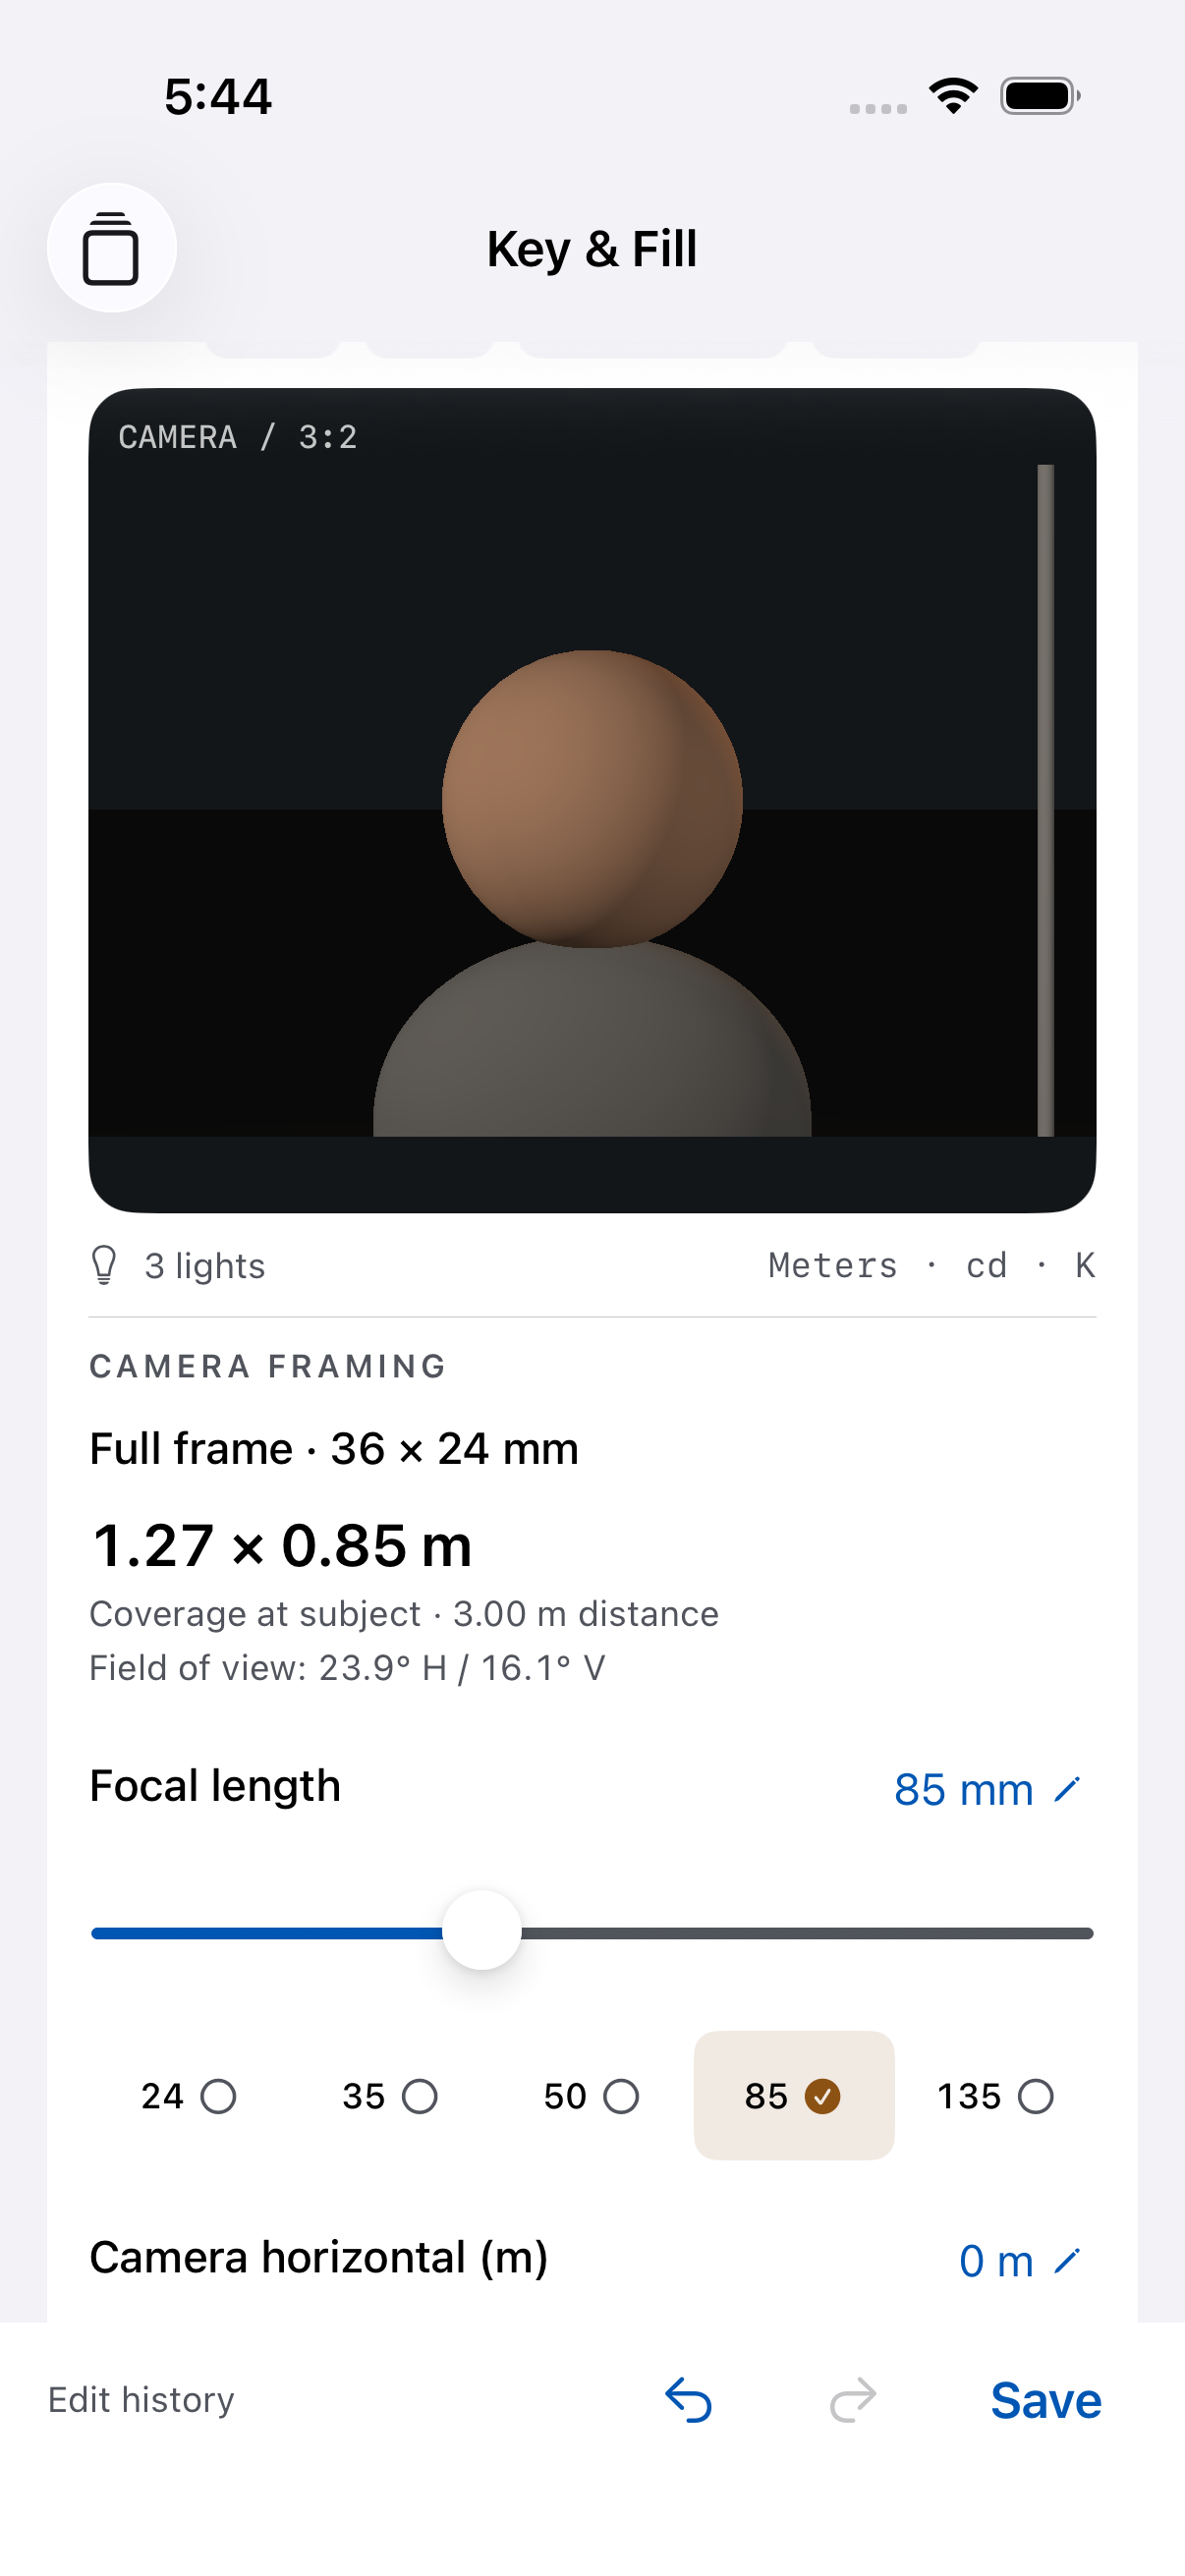 5:44
Key & Fill
CAMERA / 3:2
3 lights
Meters · cd · K
CAMERA FRAMING
Full frame · 36 × 24 mm
1.27 × 0.85 m
Coverage at subject · 3.00 m distance
Field of view: 23.9° H / 16.1° V
Focal length
85 mm
24 35 50 85 135
Camera horizontal (m)
0 m
Edit history
Save